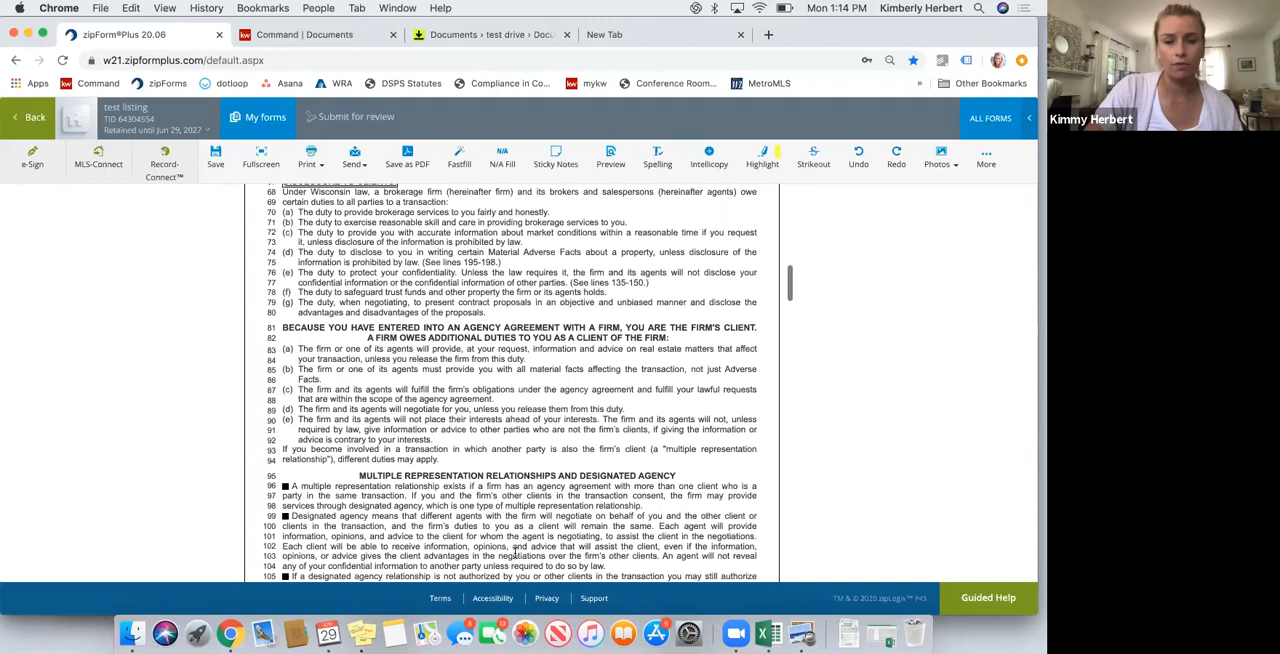 Chrome File Edit View History Bookmarks People Tab Window Help Mon 1:14 PM Kimberly Herbert
zipForm®Plus 20.06 Command | Documents Documents › test drive › Docu New Tab
w21.zipformplus.com/default.aspx
Apps Command zipForms dotloop Asana WRA DSPS Statutes Compliance in Co... mykw Conference Room... MetroMLS » Other Bookmarks
Back
test listing
TID 64304554
Retained until Jun 29, 2027
My forms Submit for review ALL FORMS
e-Sign MLS-Connect Record-Connect™ Save Fullscreen Print Send Save as PDF Fastfill N/A N/A Fill Sticky Notes Preview Spelling Intellicopy Highlight Strikeout Undo Redo Photos More
68 Under Wisconsin law, a brokerage firm (hereinafter firm) and its brokers and salespersons (hereinafter agents) owe
69 certain duties to all parties to a transaction:
70 (a) The duty to provide brokerage services to you fairly and honestly.
71 (b) The duty to exercise reasonable skill and care in providing brokerage services to you.
72 (c) The duty to provide you with accurate information about market conditions within a reasonable time if you request
73 it, unless disclosure of the information is prohibited by law.
74 (d) The duty to disclose to you in writing certain Material Adverse Facts about a property, unless disclosure of the
75 information is prohibited by law. (See lines 195-198.)
76 (e) The duty to protect your confidentiality. Unless the law requires it, the firm and its agents will not disclose your
77 confidential information or the confidential information of other parties. (See lines 135-150.)
78 (f) The duty to safeguard trust funds and other property the firm or its agents holds.
79 (g) The duty, when negotiating, to present contract proposals in an objective and unbiased manner and disclose the
80 advantages and disadvantages of the proposals.
81 BECAUSE YOU HAVE ENTERED INTO AN AGENCY AGREEMENT WITH A FIRM, YOU ARE THE FIRM'S CLIENT.
82 A FIRM OWES ADDITIONAL DUTIES TO YOU AS A CLIENT OF THE FIRM:
83 (a) The firm or one of its agents will provide, at your request, information and advice on real estate matters that affect
84 your transaction, unless you release the firm from this duty.
85 (b) The firm or one of its agents must provide you with all material facts affecting the transaction, not just Adverse
86 Facts.
87 (c) The firm and its agents will fulfill the firm's obligations under the agency agreement and fulfill your lawful requests
88 that are within the scope of the agency agreement.
89 (d) The firm and its agents will negotiate for you, unless you release them from this duty.
90 (e) The firm and its agents will not place their interests ahead of your interests. The firm and its agents will not, unless
91 required by law, give information or advice to other parties who are not the firm's clients, if giving the information or
92 advice is contrary to your interests.
93 If you become involved in a transaction in which another party is also the firm's client (a "multiple representation
94 relationship"), different duties may apply.
95 MULTIPLE REPRESENTATION RELATIONSHIPS AND DESIGNATED AGENCY
96 ■ A multiple representation relationship exists if a firm has an agency agreement with more than one client who is a
97 party in the same transaction. If you and the firm's other clients in the transaction consent, the firm may provide
98 services through designated agency, which is one type of multiple representation relationship.
99 ■ Designated agency means that different agents with the firm will negotiate on behalf of you and the other client or
100 clients in the transaction, and the firm's duties to you as a client will remain the same. Each agent will provide
101 information, opinions, and advice to the client for whom the agent is negotiating, to assist the client in the negotiations.
102 Each client will be able to receive information, opinions, and advice that will assist the client, even if the information,
103 opinions, or advice gives the client advantages in the negotiations over the firm's other clients. An agent will not reveal
104 any of your confidential information to another party unless required to do so by law.
105 ■ If a designated agency relationship is not authorized by you or other clients in the transaction you may still authorize
Terms Accessibility Privacy Support
Guided Help
Kimmy Herbert